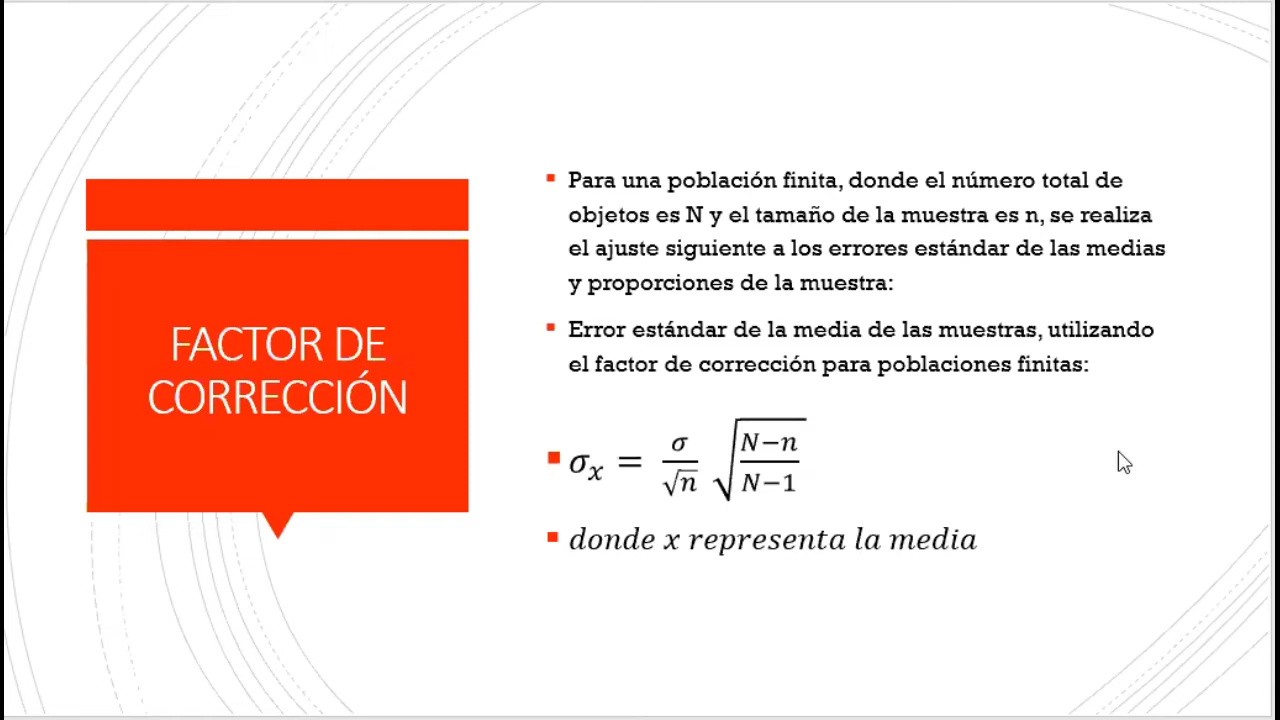 FACTOR DE
CORRECCIÓN
Para una población finita, donde el número total de
objetos es N y el tamaño de la muestra es n, se realiza
el ajuste siguiente a los errores estándar de las medias
y proporciones de la muestra:
Error estándar de la media de las muestras, utilizando
el factor de corrección para poblaciones finitas:
σₓ = σ/√n √((N−n)/(N−1))
donde x representa la media